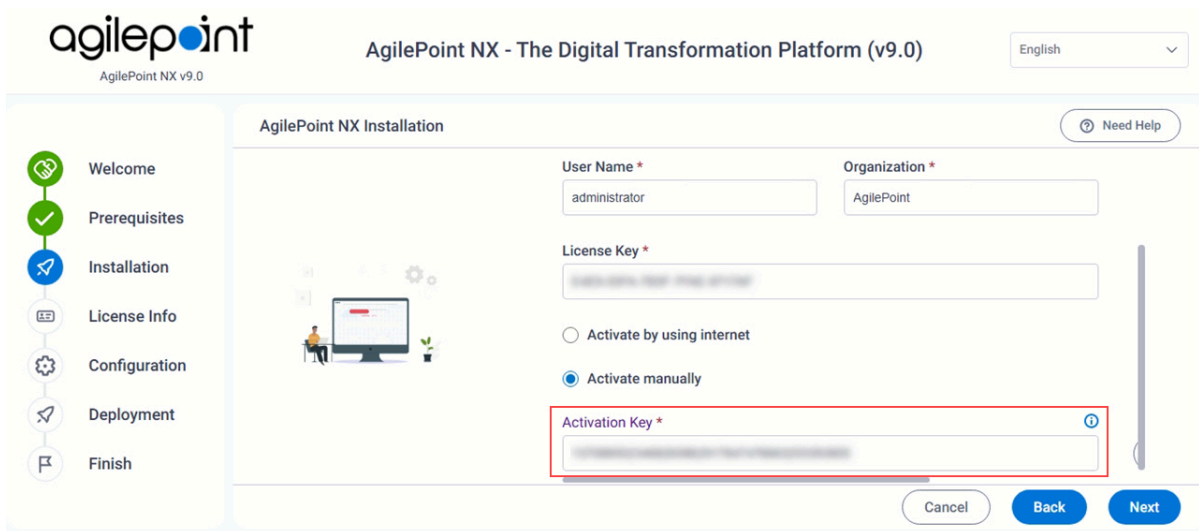 agilepoint
AgilePoint NX v9.0
AgilePoint NX - The Digital Transformation Platform (v9.0)
English
Welcome
Prerequisites
Installation
License Info
Configuration
Deployment
Finish
AgilePoint NX Installation
Need Help
User Name *
Organization *
administrator
AgilePoint
License Key *
Activate by using internet
Activate manually
Activation Key *
Cancel
Back
Next